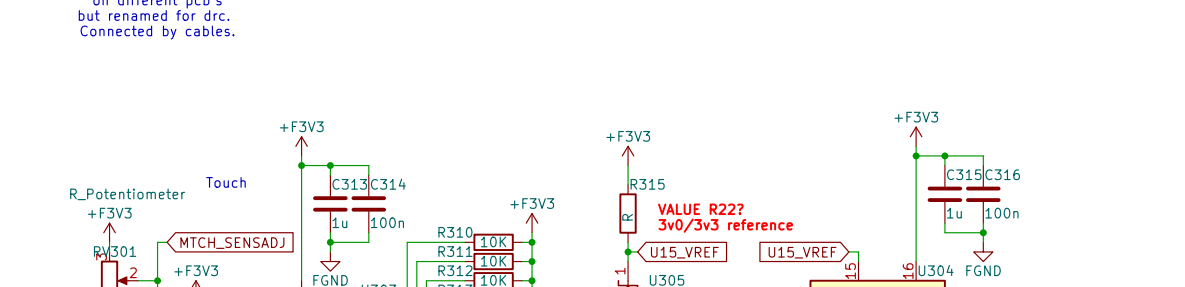 on different pcb's
but renamed for drc.
Connected by cables.
+F3V3
+F3V3
+F3V3
Touch
R_Potentiometer
C313
C314
R315
C315
C316
+F3V3
+F3V3
VALUE R22?
3v0/3v3 reference
1u
100n
R
1u
100n
R310
10K
MTCH_SENSADJ
RV301
R311
10K
U15_VREF
U15_VREF
2
+F3V3
FGND
R312
10K
1
U305
15
16
U304
FGND